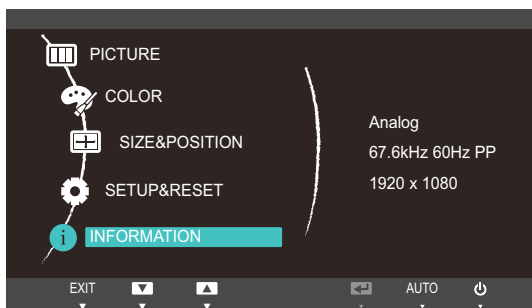 PICTURE
COLOR
SIZE&POSITION
SETUP&RESET
i INFORMATION
Analog
67.6kHz 60Hz PP
1920 x 1080
EXIT
AUTO